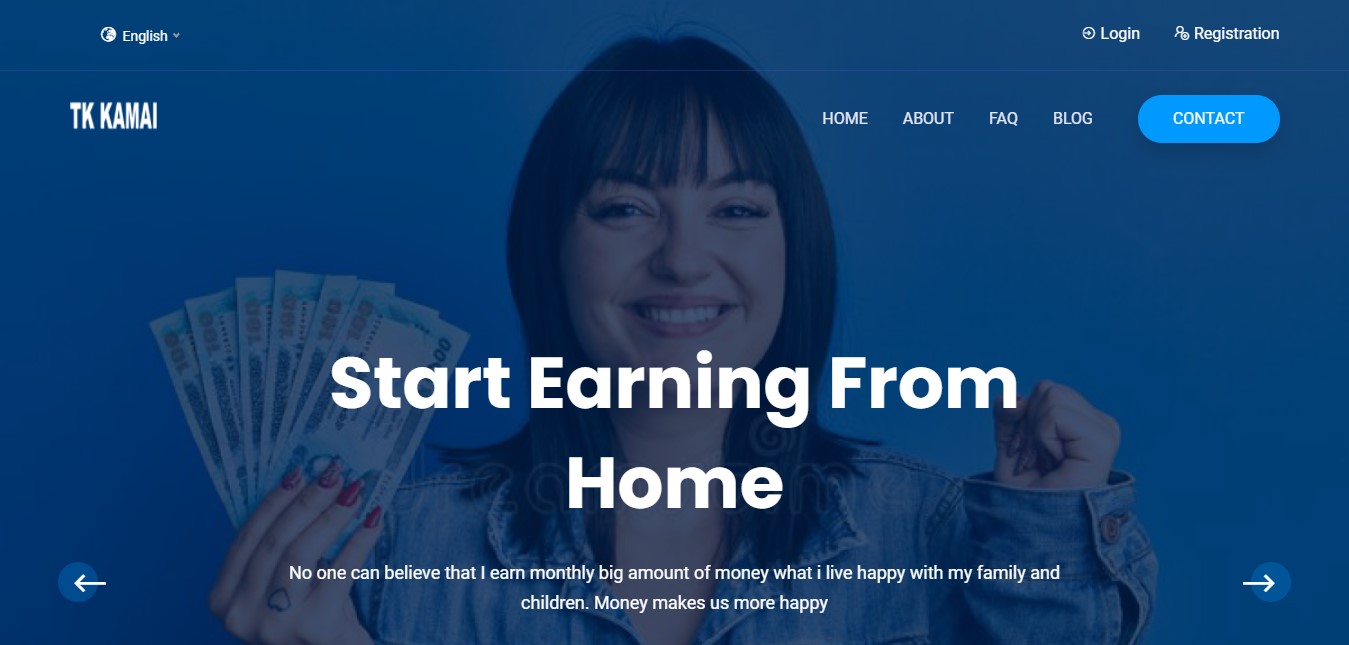 English
Login
Registration
TK KAMAI
HOME
ABOUT
FAQ
BLOG
CONTACT
Start Earning From
Home
No one can believe that I earn monthly big amount of money what i live happy with my family and
children. Money makes us more happy